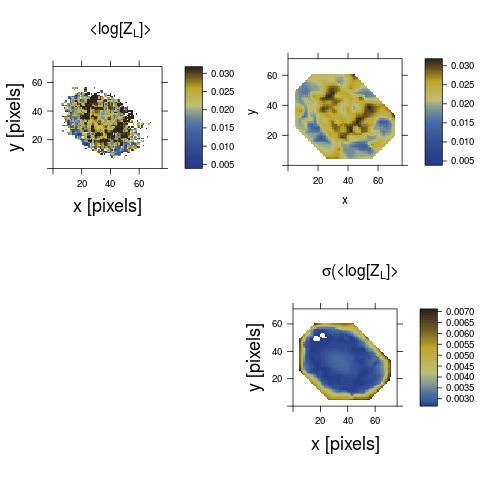 <log[Z_L]>
60
40
20
20 40 60
x [pixels]
y [pixels]
0.030
0.025
0.020
0.015
0.010
0.005
60
40
20
20 40 60
x
y
0.030
0.025
0.020
0.015
0.010
0.005
σ(<log[Z_L]>
60
40
20
20 40 60
x [pixels]
y [pixels]
0.0070
0.0065
0.0060
0.0055
0.0050
0.0045
0.0040
0.0035
0.0030